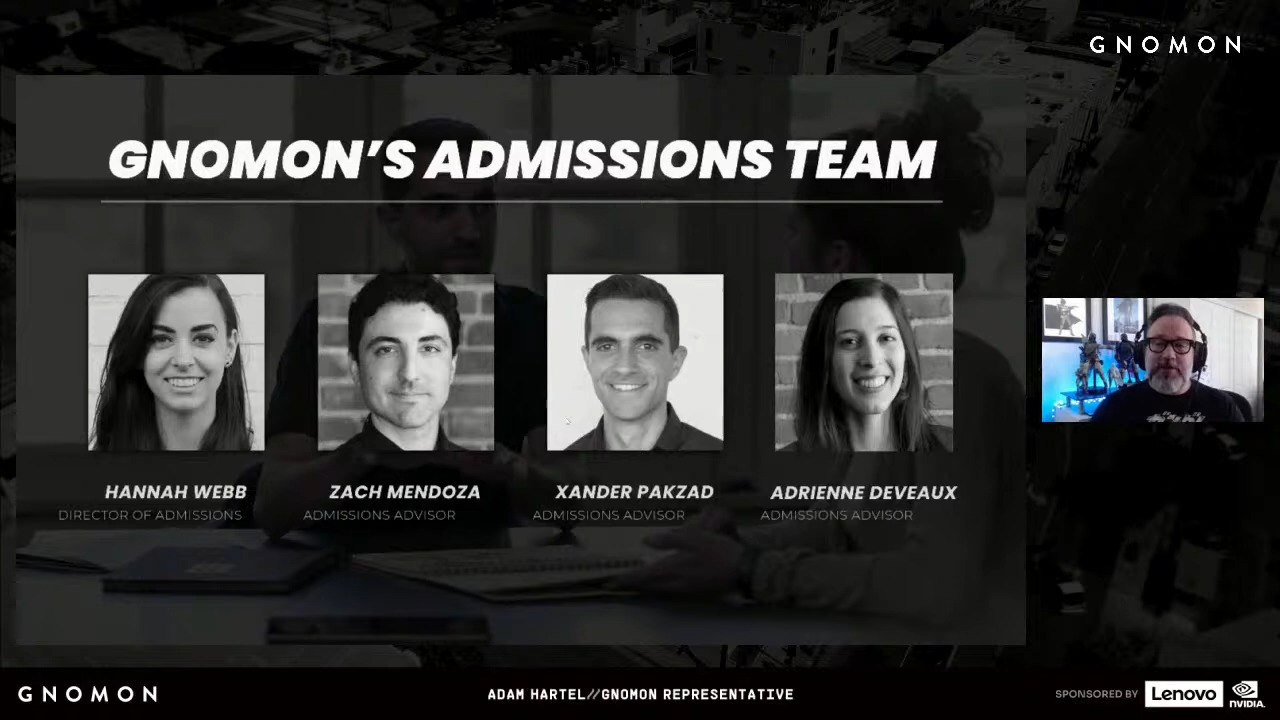 GNOMON
GNOMON'S ADMISSIONS TEAM
HANNAH WEBB
DIRECTOR OF ADMISSIONS
ZACH MENDOZA
ADMISSIONS ADVISOR
XANDER PAKZAD
ADMISSIONS ADVISOR
ADRIENNE DEVEAUX
ADMISSIONS ADVISOR
GNOMON
ADAM HARTEL//GNOMON REPRESENTATIVE
SPONSORED BY
Lenovo
NVIDIA.